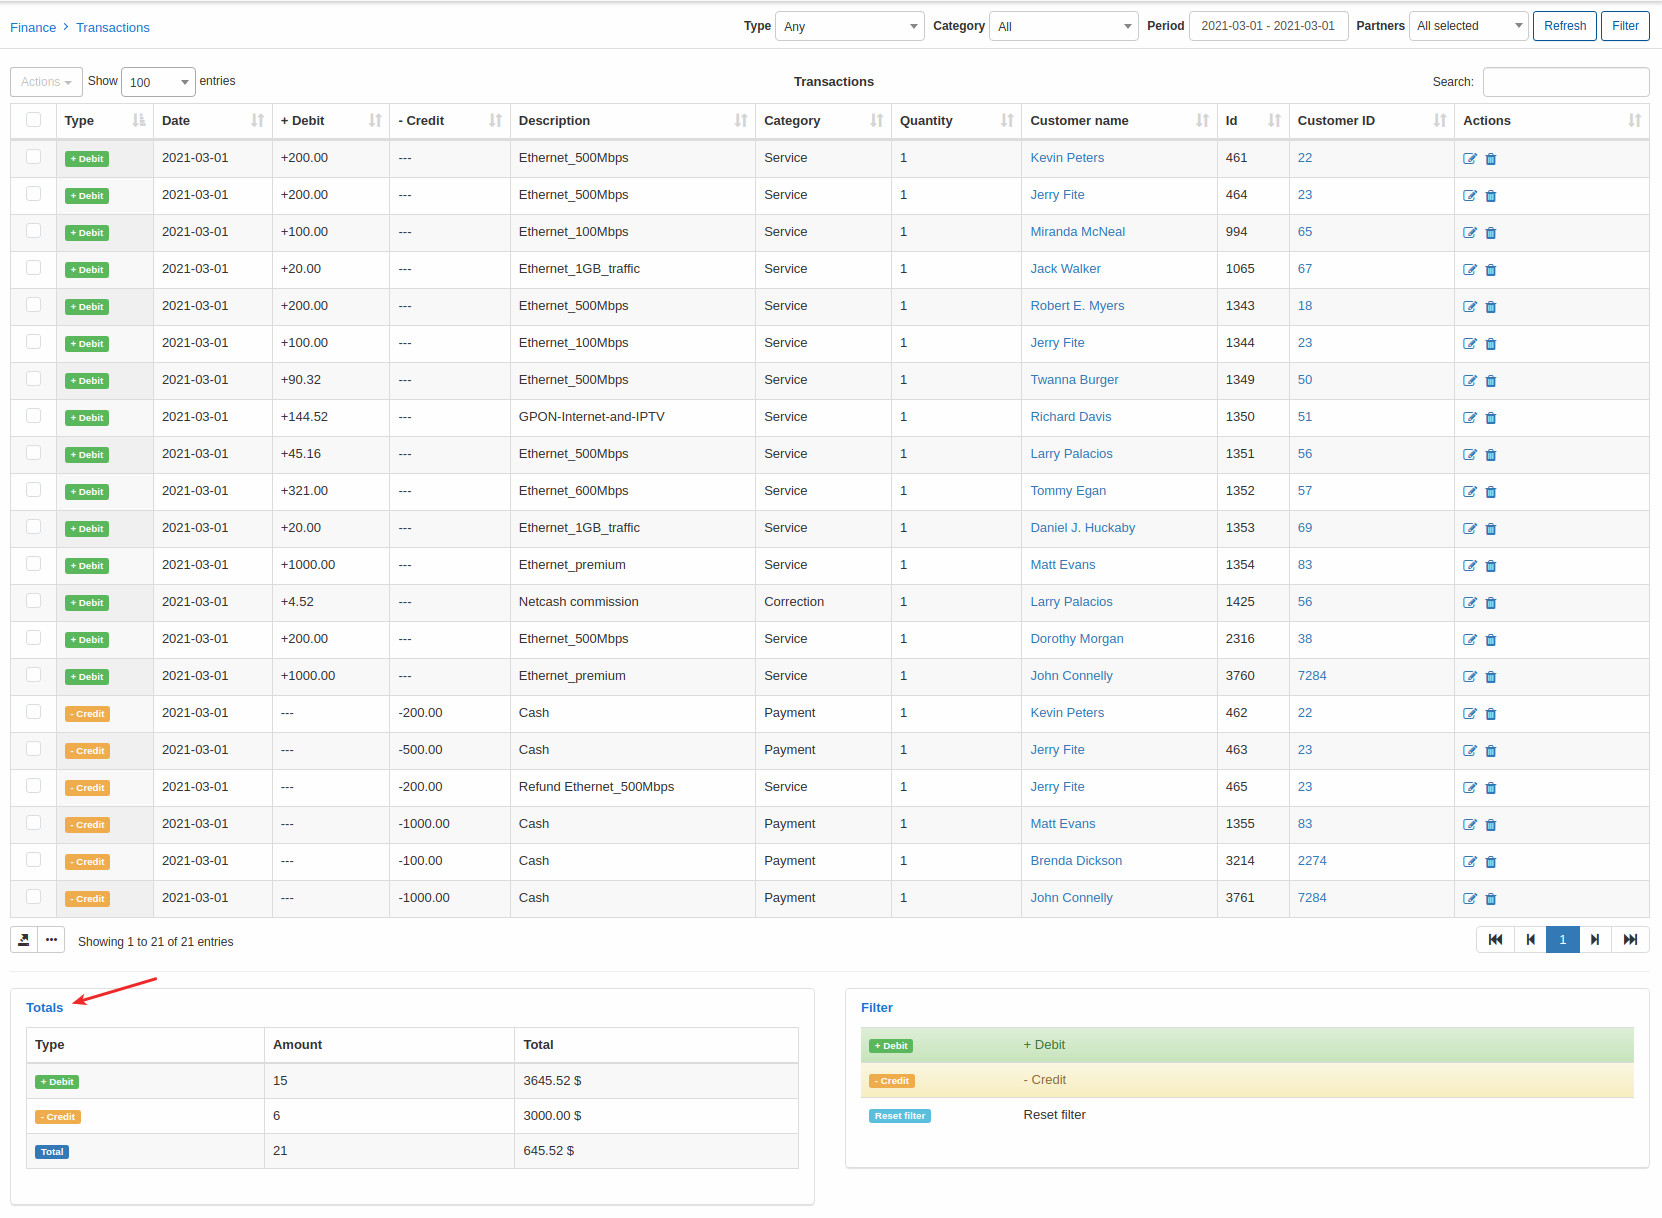 Finance > Transactions Type Any Category All Period 2021-03-01 - 2021-03-01 Partners All selected Refresh Filter
Actions Show 100 entries Transactions Search:
Type Date + Debit - Credit Description Category Quantity Customer name Id Customer ID Actions
+ Debit 2021-03-01 +200.00 --- Ethernet_500Mbps Service 1 Kevin Peters 461 22
+ Debit 2021-03-01 +200.00 --- Ethernet_500Mbps Service 1 Jerry Fite 464 23
+ Debit 2021-03-01 +100.00 --- Ethernet_100Mbps Service 1 Miranda McNeal 994 65
+ Debit 2021-03-01 +20.00 --- Ethernet_1GB_traffic Service 1 Jack Walker 1065 67
+ Debit 2021-03-01 +200.00 --- Ethernet_500Mbps Service 1 Robert E. Myers 1343 18
+ Debit 2021-03-01 +100.00 --- Ethernet_100Mbps Service 1 Jerry Fite 1344 23
+ Debit 2021-03-01 +90.32 --- Ethernet_500Mbps Service 1 Twanna Burger 1349 50
+ Debit 2021-03-01 +144.52 --- GPON-Internet-and-IPTV Service 1 Richard Davis 1350 51
+ Debit 2021-03-01 +45.16 --- Ethernet_500Mbps Service 1 Larry Palacios 1351 56
+ Debit 2021-03-01 +321.00 --- Ethernet_600Mbps Service 1 Tommy Egan 1352 57
+ Debit 2021-03-01 +20.00 --- Ethernet_1GB_traffic Service 1 Daniel J. Huckaby 1353 69
+ Debit 2021-03-01 +1000.00 --- Ethernet_premium Service 1 Matt Evans 1354 83
+ Debit 2021-03-01 +4.52 --- Netcash commission Correction 1 Larry Palacios 1425 56
+ Debit 2021-03-01 +200.00 --- Ethernet_500Mbps Service 1 Dorothy Morgan 2316 38
+ Debit 2021-03-01 +1000.00 --- Ethernet_premium Service 1 John Connelly 3760 7284
- Credit 2021-03-01 --- -200.00 Cash Payment 1 Kevin Peters 462 22
- Credit 2021-03-01 --- -500.00 Cash Payment 1 Jerry Fite 463 23
- Credit 2021-03-01 --- -200.00 Refund Ethernet_500Mbps Service 1 Jerry Fite 465 23
- Credit 2021-03-01 --- -1000.00 Cash Payment 1 Matt Evans 1355 83
- Credit 2021-03-01 --- -100.00 Cash Payment 1 Brenda Dickson 3214 2274
- Credit 2021-03-01 --- -1000.00 Cash Payment 1 John Connelly 3761 7284
Showing 1 to 21 of 21 entries 1
Totals
Type Amount Total
+ Debit 15 3645.52 $
- Credit 6 3000.00 $
Total 21 645.52 $
Filter
+ Debit + Debit
- Credit - Credit
Reset filter Reset filter